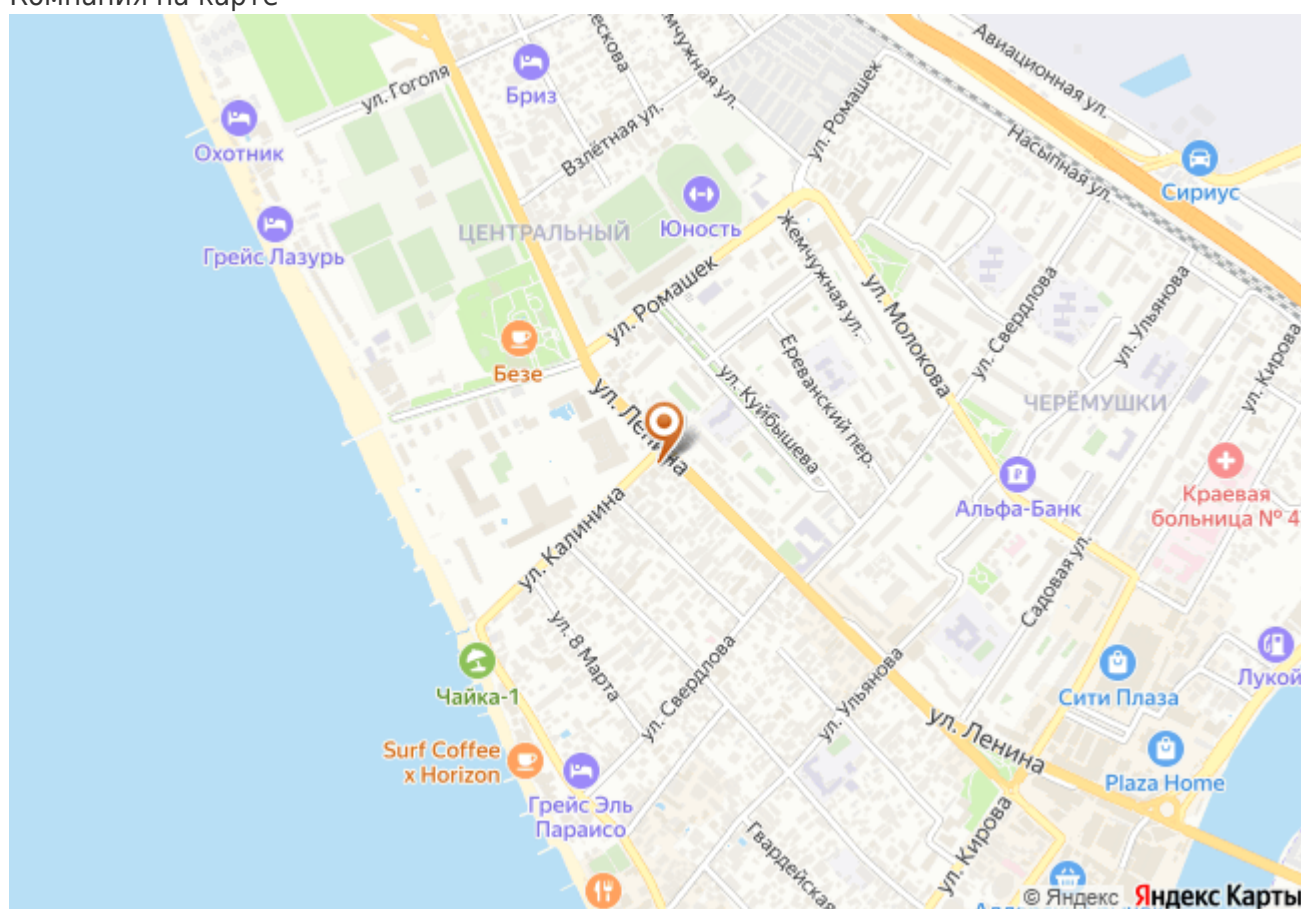 Компания на карте
Авиационная ул.
ул. Гоголя
Бриз
Взлётная ул.
ул. Ромашек
Насыпная ул.
Охотник
Сириус
Грейс Лазурь
ЦЕНТРАЛЬНЫЙ
Юность
Жемчужная ул.
ул. Ромашек
ул. Молокова
ул. Свердлова
ул. Ульянова
ул. Кирова
Безе
Ереванский пер.
ул. Куйбышева
ЧЕРЁМУШКИ
ул. Ленина
Альфа-Банк
Краевая
больница № 4
ул. Калинина
Садовая ул.
ул. 8 Марта
Чайка-1
ул. Свердлова
ул. Ульянова
Сити Плаза
Лукой
Surf Coffee
x Horizon
ул. Ленина
Plaza Home
Грейс Эль
Параисо
Гвардейская
ул. Кирова
© Яндекс Яндекс Карты